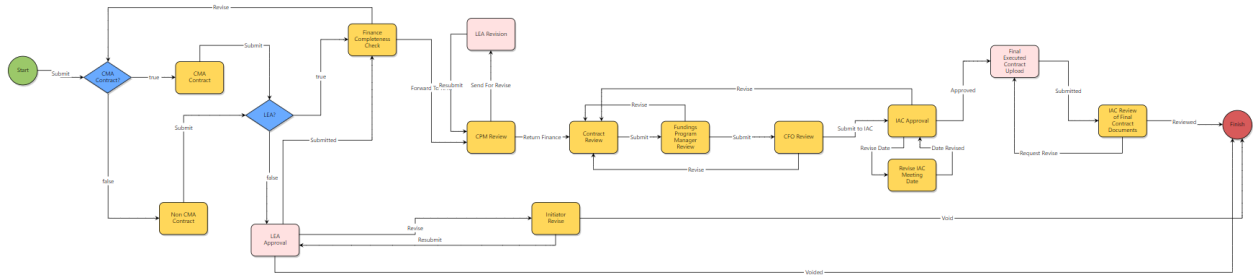 Revise
Start
Submit
CMA
Contract?
true
CMA
Contract
Submit
LEA?
true
Finance
Completeness
Check
LEA Revision
Resubmit
Send For Revise
CPM Review
Return Finance
Contract
Review
Submit
Revise
Fundings
Program
Manager
Review
Submit
Revise
CFO Review
Revise
Submit to IAC
IAC Approval
Revise Date
Date Revised
Revise IAC
Meeting
Date
Approved
Final
Executed
Contract
Upload
Submitted
Request Revise
IAC Review
of Final
Contract
Documents
Reviewed
Finish
false
Submit
Submitted
false
Non CMA
Contract
LEA
Approval
Revise
Resubmit
Initiator
Revise
Void
Voided